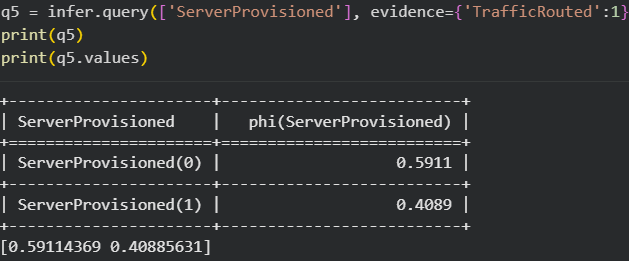 q5 = infer.query(['ServerProvisioned'], evidence={'TrafficRouted':1}
print(q5)
print(q5.values)
+----------------------+--------------------------+
| ServerProvisioned    |   phi(ServerProvisioned) |
+======================+==========================+
| ServerProvisioned(0) |                   0.5911 |
+----------------------+--------------------------+
| ServerProvisioned(1) |                   0.4089 |
+----------------------+--------------------------+
[0.59114369 0.40885631]